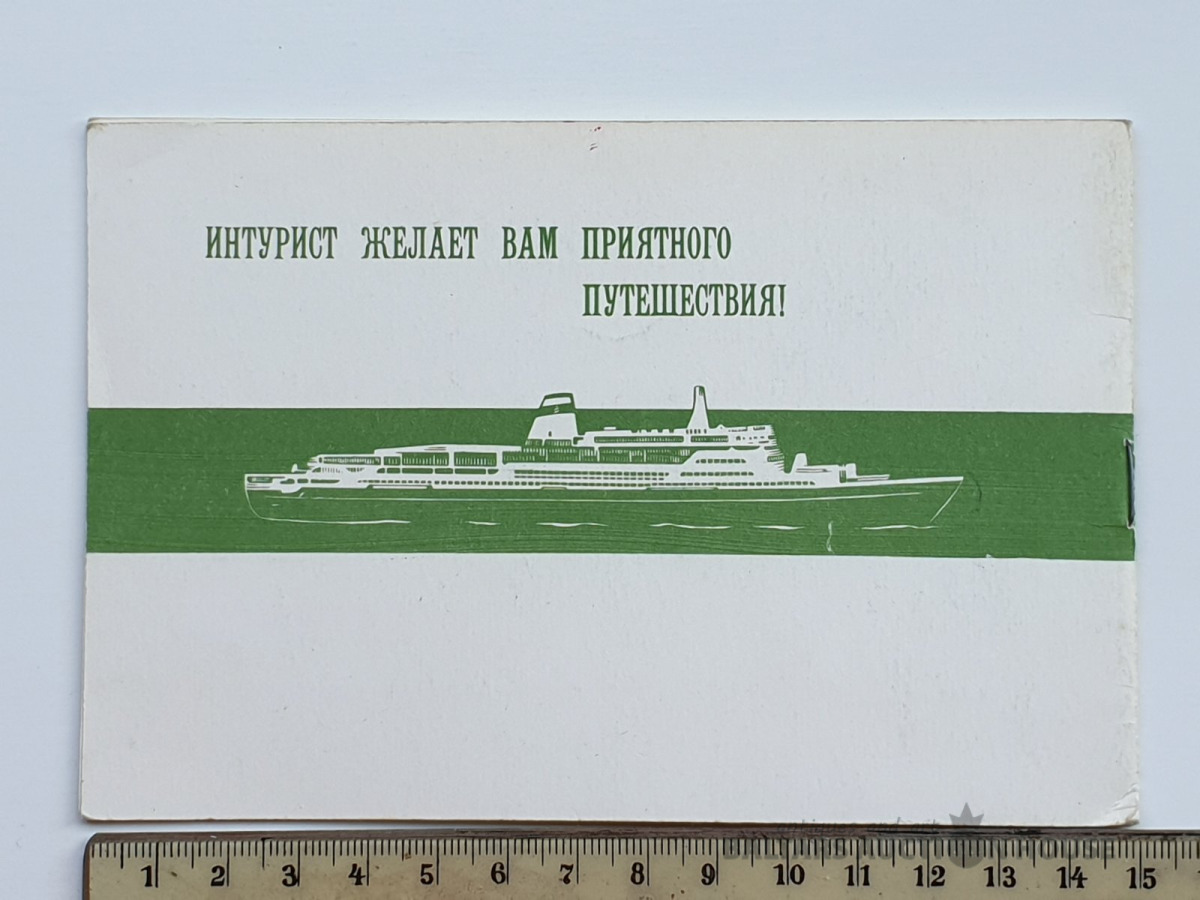 ИНТУРИСТ ЖЕЛАЕТ ВАМ ПРИЯТНОГО
ПУТЕШЕСТВИЯ!
1 2 3 4 5 6 7 8 9 10 11 12 13 14 15